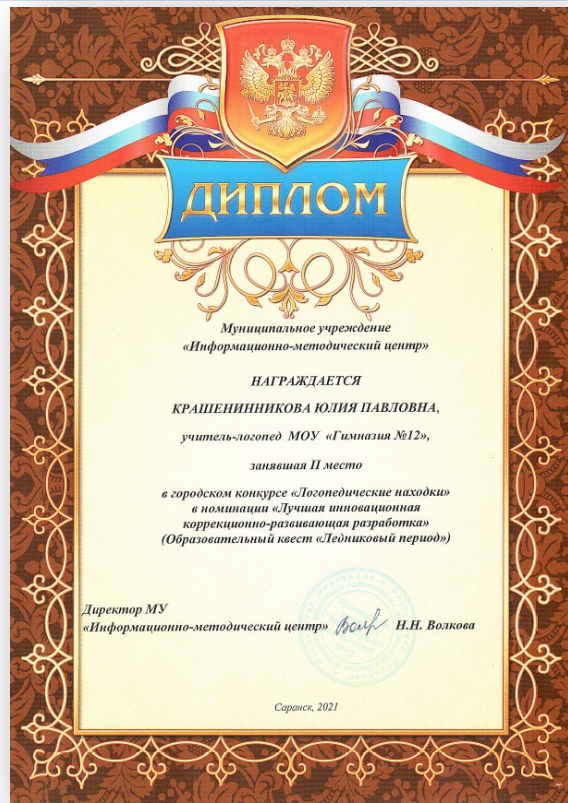 ДИПЛОМ
Муниципальное учреждение
«Информационно-методический центр»
НАГРАЖДАЕТСЯ
КРАШЕНИННИКОВА ЮЛИЯ ПАВЛОВНА,
учитель-логопед МОУ «Гимназия №12»,
занявшая II место
в городском конкурсе «Логопедические находки»
в номинации «Лучшая инновационная
коррекционно-развивающая разработка»
(Образовательный квест «Ледниковый период»)
Директор МУ
«Информационно-методический центр» Н.Н. Волкова
Саранск, 2021